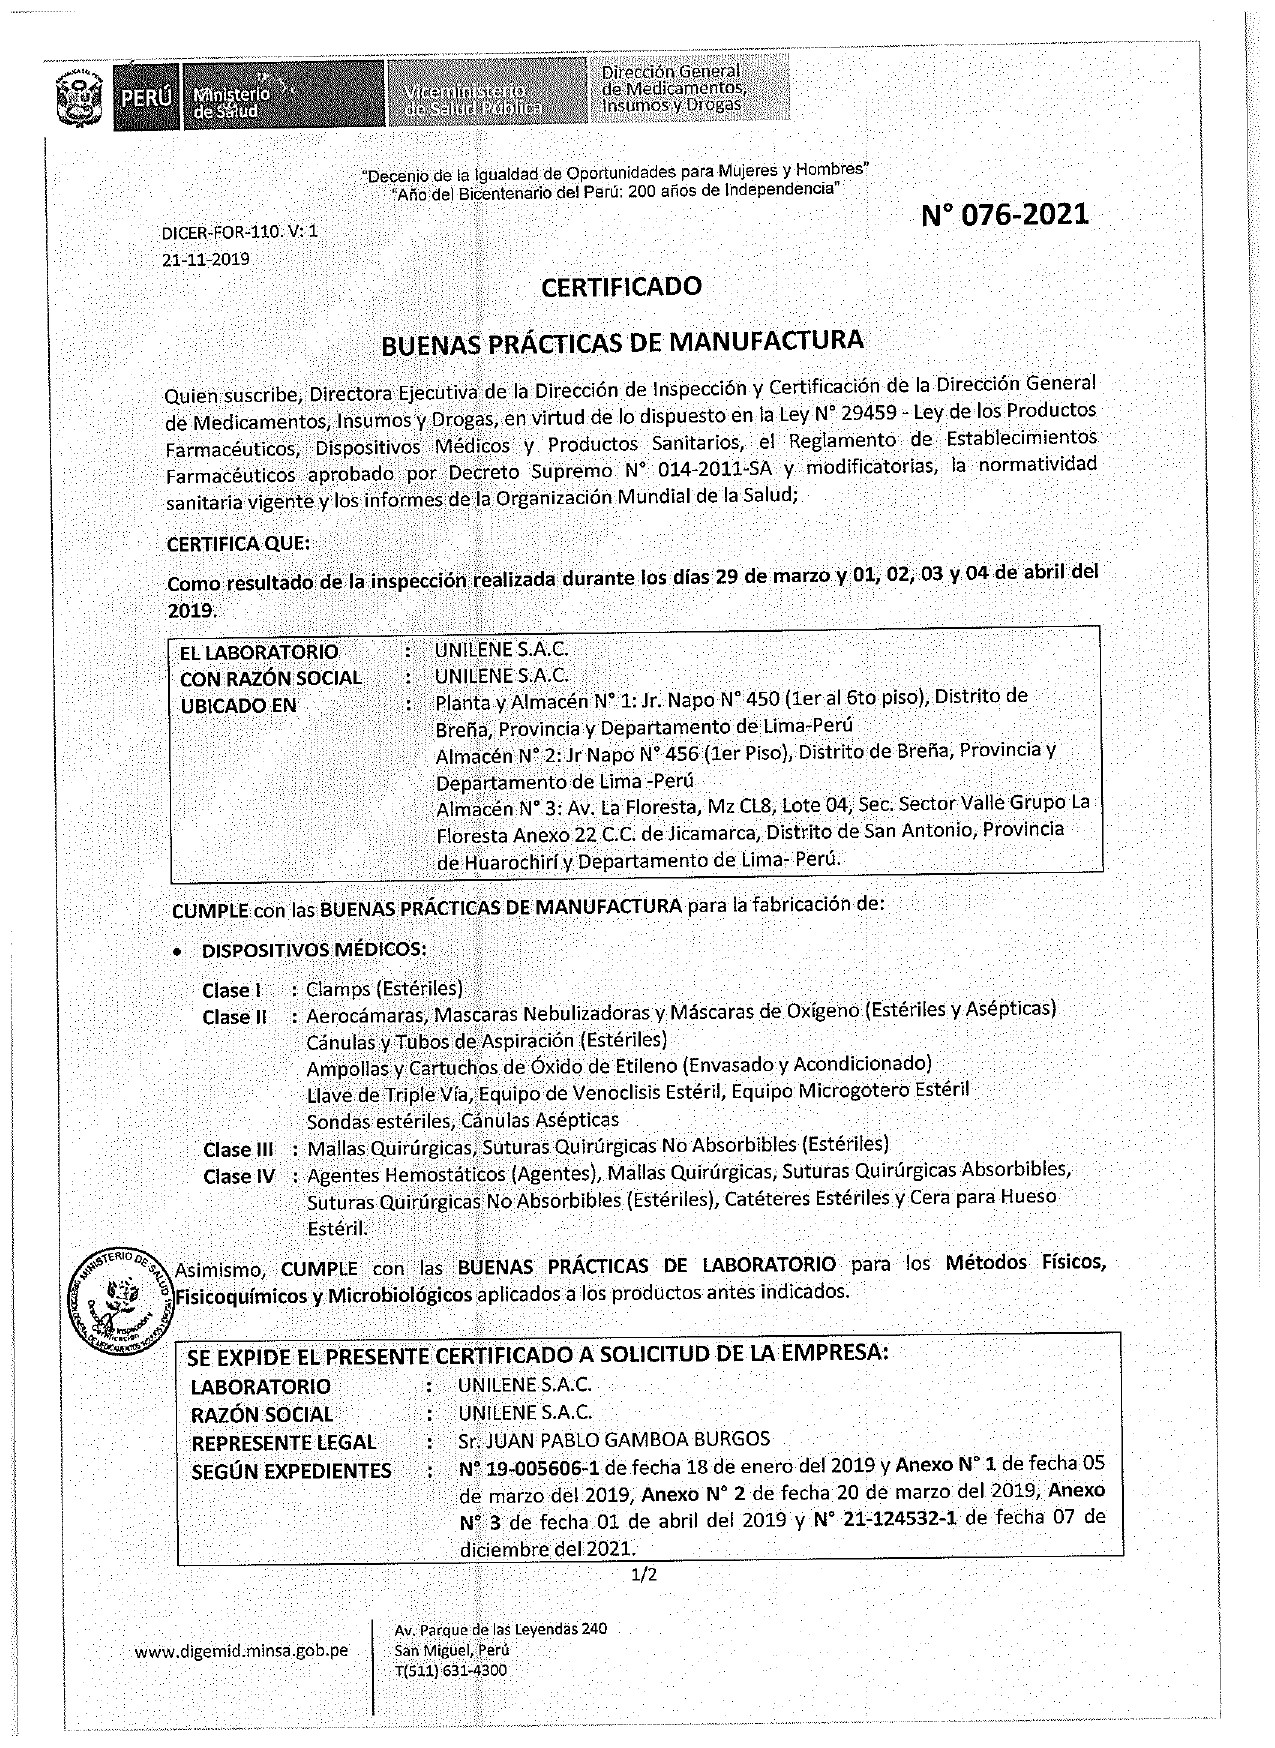 PERÚ
Ministerio
de Salud
Viceministerio
de Salud Pública
Dirección General
de Medicamentos,
Insumos y Drogas
"Decenio de la Igualdad de Oportunidades para Mujeres y Hombres"
"Año del Bicentenario del Perú: 200 años de Independencia"
N° 076-2021
DICER-FOR-110. V: 1
21-11-2019
CERTIFICADO
BUENAS PRÁCTICAS DE MANUFACTURA
Quien suscribe, Directora Ejecutiva de la Dirección de Inspección y Certificación de la Dirección General
de Medicamentos, Insumos y Drogas, en virtud de lo dispuesto en la Ley N° 29459 - Ley de los Productos
Farmacéuticos, Dispositivos Médicos y Productos Sanitarios, el Reglamento de Establecimientos
Farmacéuticos aprobado por Decreto Supremo N° 014-2011-SA y modificatorias, la normatividad
sanitaria vigente y los informes de la Organización Mundial de la Salud;
CERTIFICA QUE:
Como resultado de la inspección realizada durante los días 29 de marzo y 01, 02, 03 y 04 de abril del
2019.
EL LABORATORIO : UNILENE S.A.C.
CON RAZÓN SOCIAL : UNILENE S.A.C.
UBICADO EN : Planta y Almacén N° 1: Jr. Napo N° 450 (1er al 6to piso), Distrito de
Breña, Provincia y Departamento de Lima-Perú
Almacén N° 2: Jr Napo N° 456 (1er Piso), Distrito de Breña, Provincia y
Departamento de Lima -Perú
Almacén N° 3: Av. La Floresta, Mz CL8, Lote 04, Sec. Sector Valle Grupo La
Floresta Anexo 22 C.C. de Jicamarca, Distrito de San Antonio, Provincia
de Huarochirí y Departamento de Lima- Perú.
CUMPLE con las BUENAS PRÁCTICAS DE MANUFACTURA para la fabricación de:
• DISPOSITIVOS MÉDICOS:
Clase I : Clamps (Estériles)
Clase II : Aerocámaras, Mascaras Nebulizadoras y Máscaras de Oxígeno (Estériles y Asépticas)
Cánulas y Tubos de Aspiración (Estériles)
Ampollas y Cartuchos de Óxido de Etileno (Envasado y Acondicionado)
Llave de Triple Vía, Equipo de Venoclisis Estéril, Equipo Microgotero Estéril
Sondas estériles, Cánulas Asépticas
Clase III : Mallas Quirúrgicas, Suturas Quirúrgicas No Absorbibles (Estériles)
Clase IV : Agentes Hemostáticos (Agentes), Mallas Quirúrgicas, Suturas Quirúrgicas Absorbibles,
Suturas Quirúrgicas No Absorbibles (Estériles), Catéteres Estériles y Cera para Hueso
Estéril.
Asimismo, CUMPLE con las BUENAS PRÁCTICAS DE LABORATORIO para los Métodos Físicos,
Fisicoquímicos y Microbiológicos aplicados a los productos antes indicados.
SE EXPIDE EL PRESENTE CERTIFICADO A SOLICITUD DE LA EMPRESA:
LABORATORIO : UNILENE S.A.C.
RAZÓN SOCIAL : UNILENE S.A.C.
REPRESENTE LEGAL : Sr. JUAN PABLO GAMBOA BURGOS
SEGÚN EXPEDIENTES : N° 19-005606-1 de fecha 18 de enero del 2019 y Anexo N° 1 de fecha 05
de marzo del 2019, Anexo N° 2 de fecha 20 de marzo del 2019, Anexo
N° 3 de fecha 01 de abril del 2019 y N° 21-124532-1 de fecha 07 de
diciembre del 2021.
1/2
www.digemid.minsa.gob.pe
Av. Parque de las Leyendas 240
San Miguel, Perú
T(511) 631-4300